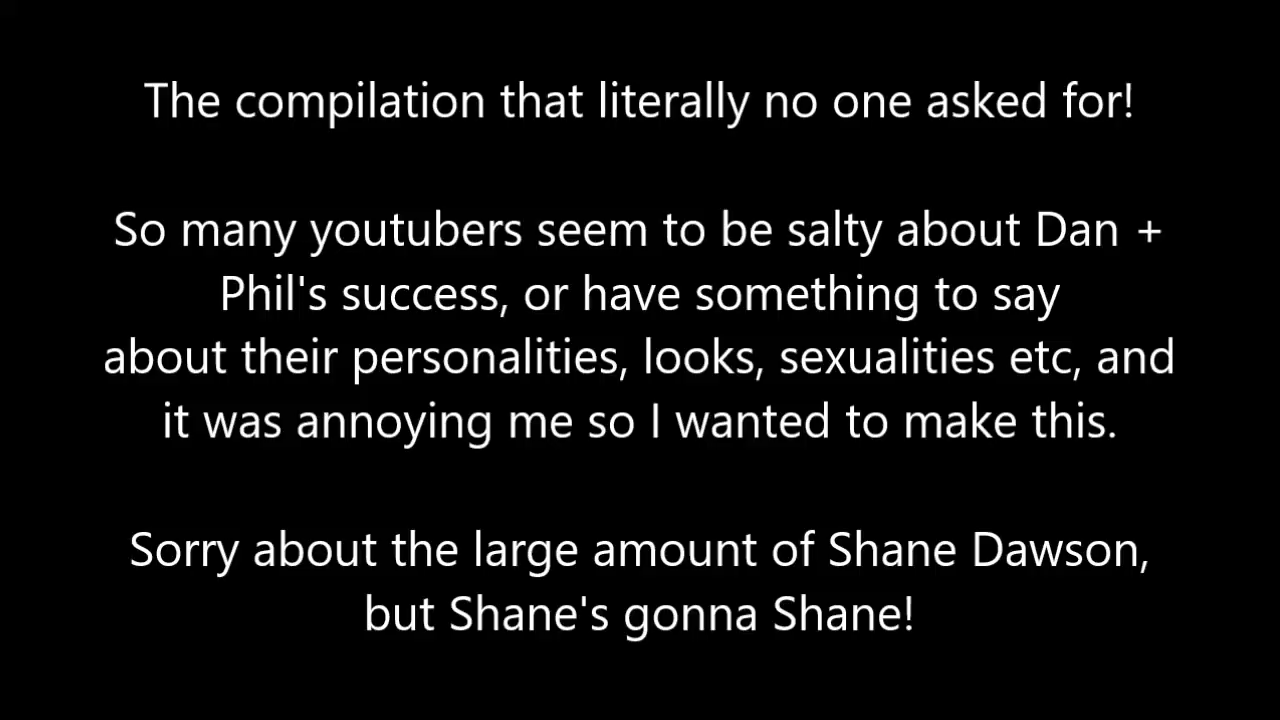 The compilation that literally no one asked for!
So many youtubers seem to be salty about Dan +
Phil's success, or have something to say
about their personalities, looks, sexualities etc, and
it was annoying me so I wanted to make this.
Sorry about the large amount of Shane Dawson,
but Shane's gonna Shane!